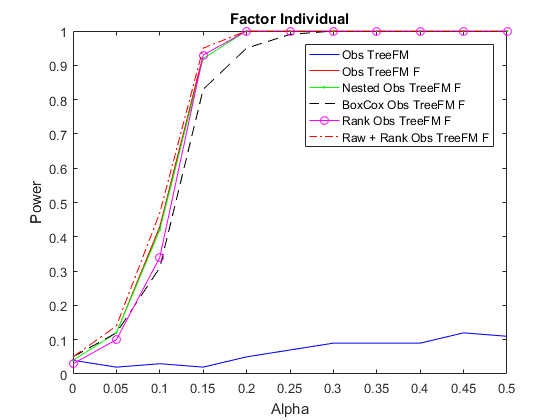 Factor Individual
1
0.9
0.8
0.7
0.6
0.5
0.4
0.3
0.2
0.1
0
Power
Obs TreeFM
Obs TreeFM F
Nested Obs TreeFM F
BoxCox Obs TreeFM F
Rank Obs TreeFM F
Raw + Rank Obs TreeFM F
0 0.05 0.1 0.15 0.2 0.25 0.3 0.35 0.4 0.45 0.5
Alpha